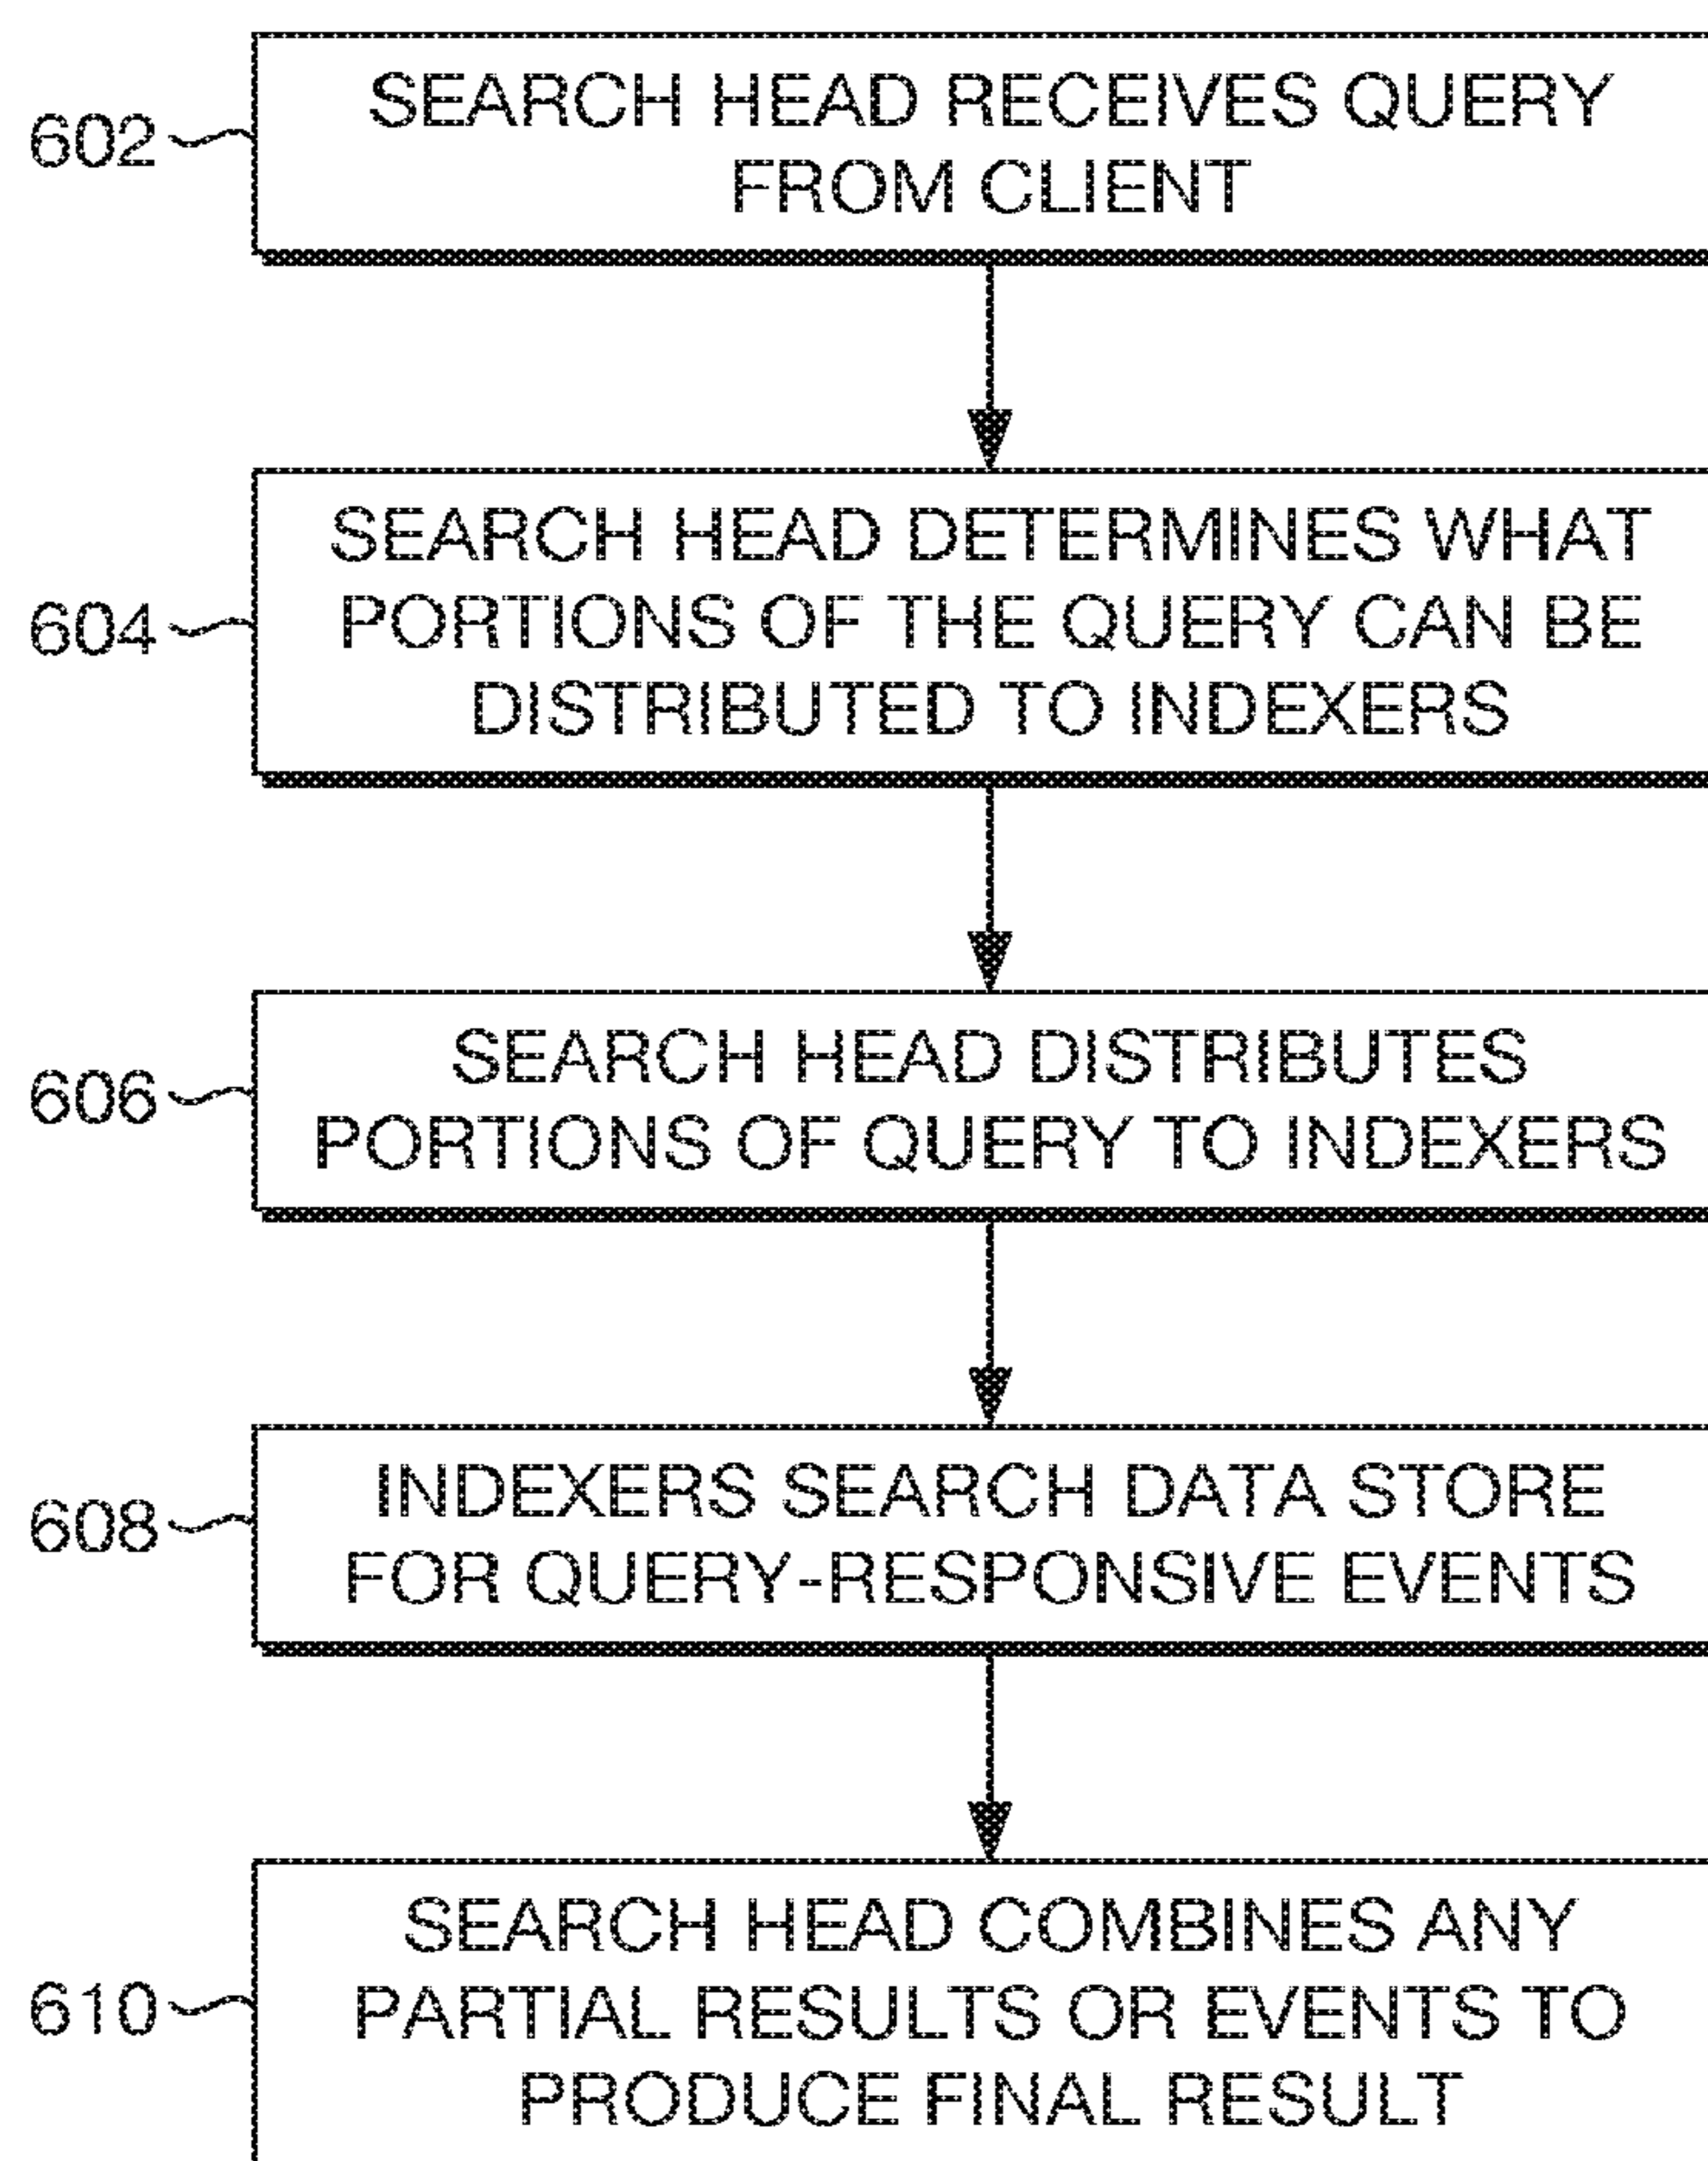 602
SEARCH HEAD RECEIVES QUERY
FROM CLIENT
604
SEARCH HEAD DETERMINES WHAT
PORTIONS OF THE QUERY CAN BE
DISTRIBUTED TO INDEXERS
606
SEARCH HEAD DISTRIBUTES
PORTIONS OF QUERY TO INDEXERS
608
INDEXERS SEARCH DATA STORE
FOR QUERY-RESPONSIVE EVENTS
610
SEARCH HEAD COMBINES ANY
PARTIAL RESULTS OR EVENTS TO
PRODUCE FINAL RESULT